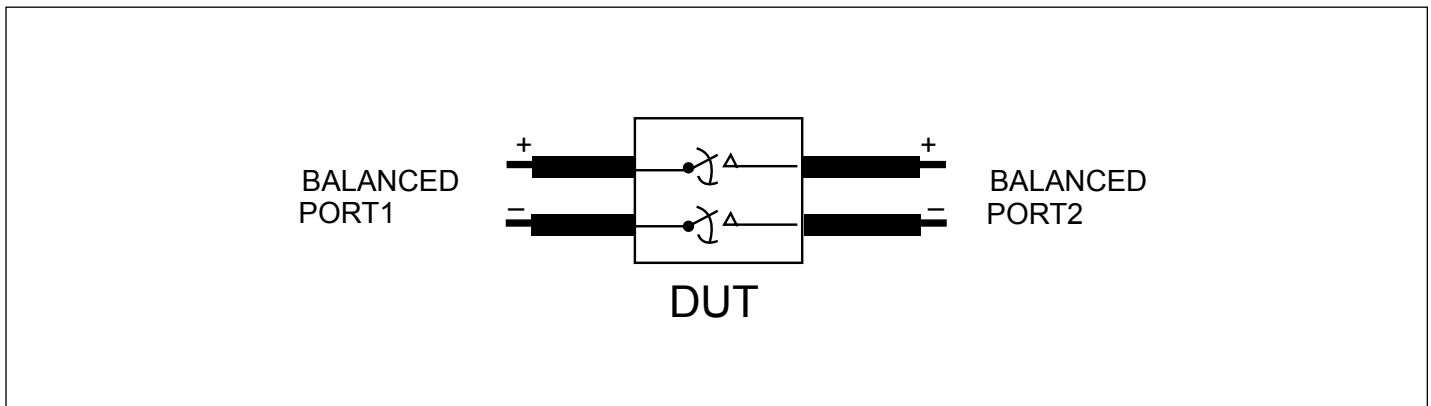 + +
BALANCED
PORT1
BALANCED
PORT2
– –
DUT